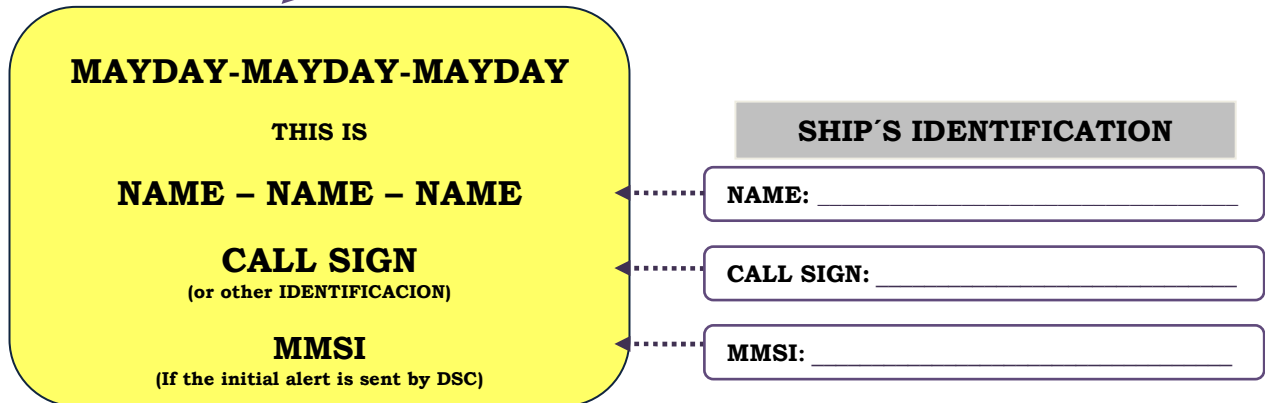 MAYDAY-MAYDAY-MAYDAY
THIS IS
NAME – NAME – NAME
CALL SIGN
(or other IDENTIFICACION)
MMSI
(If the initial alert is sent by DSC)
SHIP´S IDENTIFICATION
NAME: ___________________________________
CALL SIGN: ______________________________
MMSI: ___________________________________